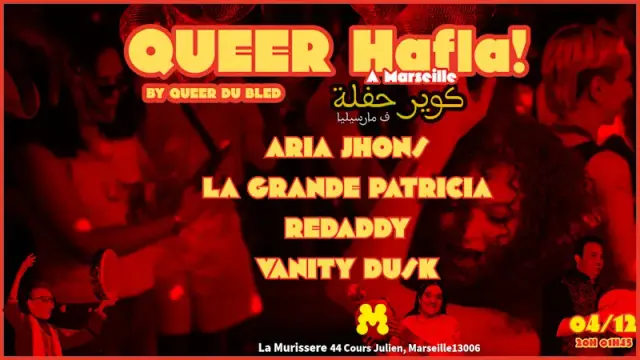 QUEER Hafla!
A Marseille
BY QUEER DU BLED
كوير حفلة
ف مارسيليا
ARIA JHONS
LA GRANDE PATRICIA
REDADDY
VANITY DUSK
04/12
20H 01H45
La Murissere 44 Cours Julien, Marseille13006